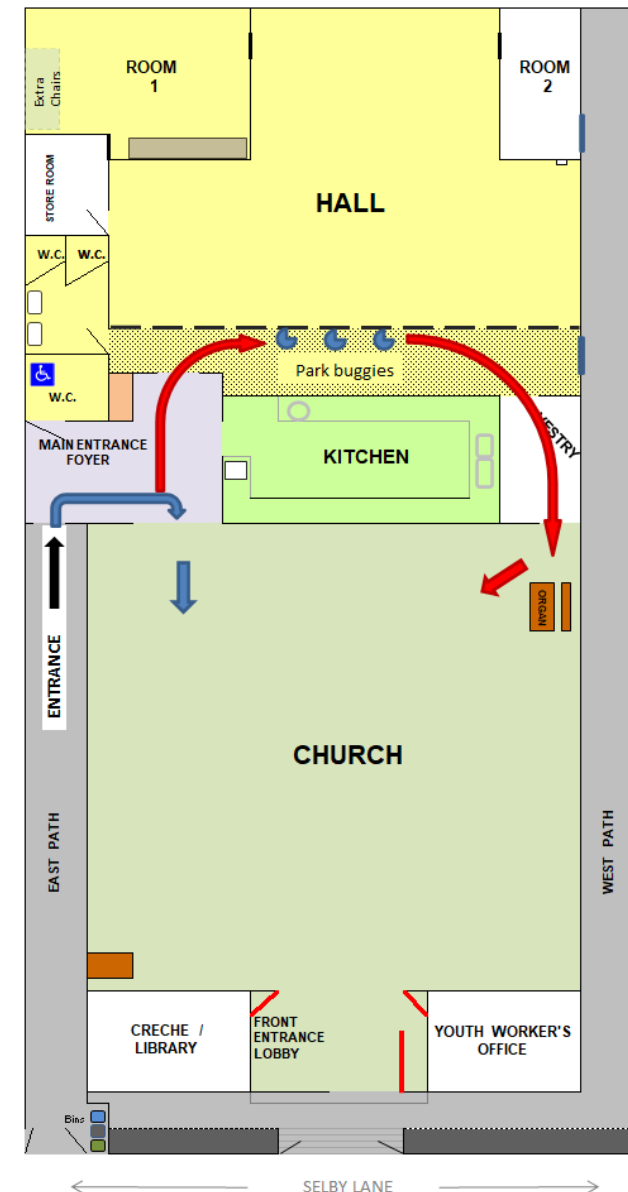 ROOM
1
ROOM
2
Extra
Chairs
STORE ROOM
HALL
W.C.
W.C.
Park buggies
W.C.
MAIN ENTRANCE
FOYER
KITCHEN
VESTRY
ENTRANCE
ORGAN
CHURCH
EAST PATH
WEST PATH
CRECHE /
LIBRARY
FRONT
ENTRANCE
LOBBY
YOUTH WORKER'S
OFFICE
Bins
SELBY LANE